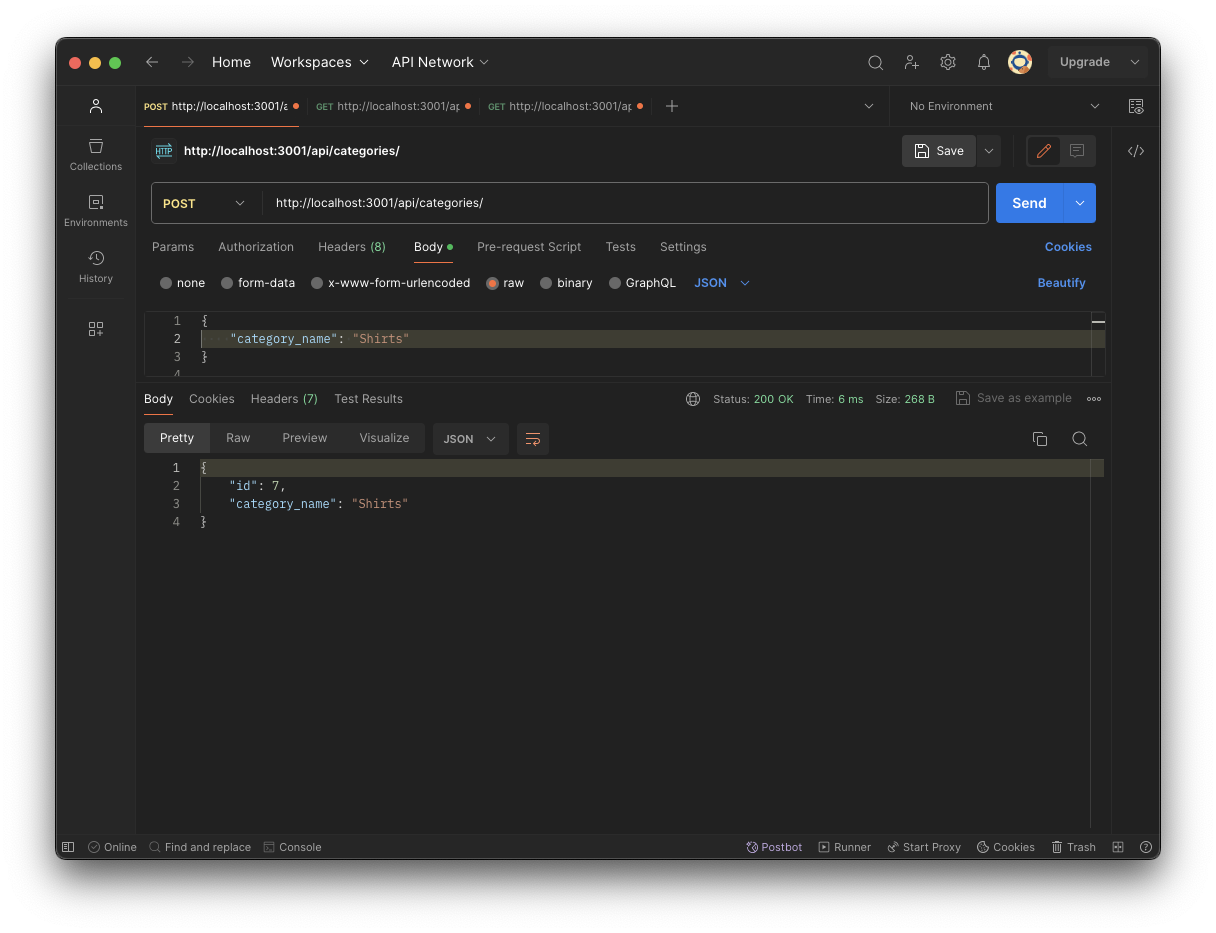 Home Workspaces API Network Upgrade
POST http://localhost:3001/a GET http://localhost:3001/ap GET http://localhost:3001/ap No Environment
HTTP http://localhost:3001/api/categories/ Save
Collections
Environments
History
POST http://localhost:3001/api/categories/ Send
Params Authorization Headers (8) Body Pre-request Script Tests Settings Cookies
none form-data x-www-form-urlencoded raw binary GraphQL JSON Beautify
1 {
2 "category_name": "Shirts"
3 }
4
Body Cookies Headers (7) Test Results Status: 200 OK Time: 6 ms Size: 268 B Save as example
Pretty Raw Preview Visualize JSON
1 {
2 "id": 7,
3 "category_name": "Shirts"
4 }
Online Find and replace Console Postbot Runner Start Proxy Cookies Trash